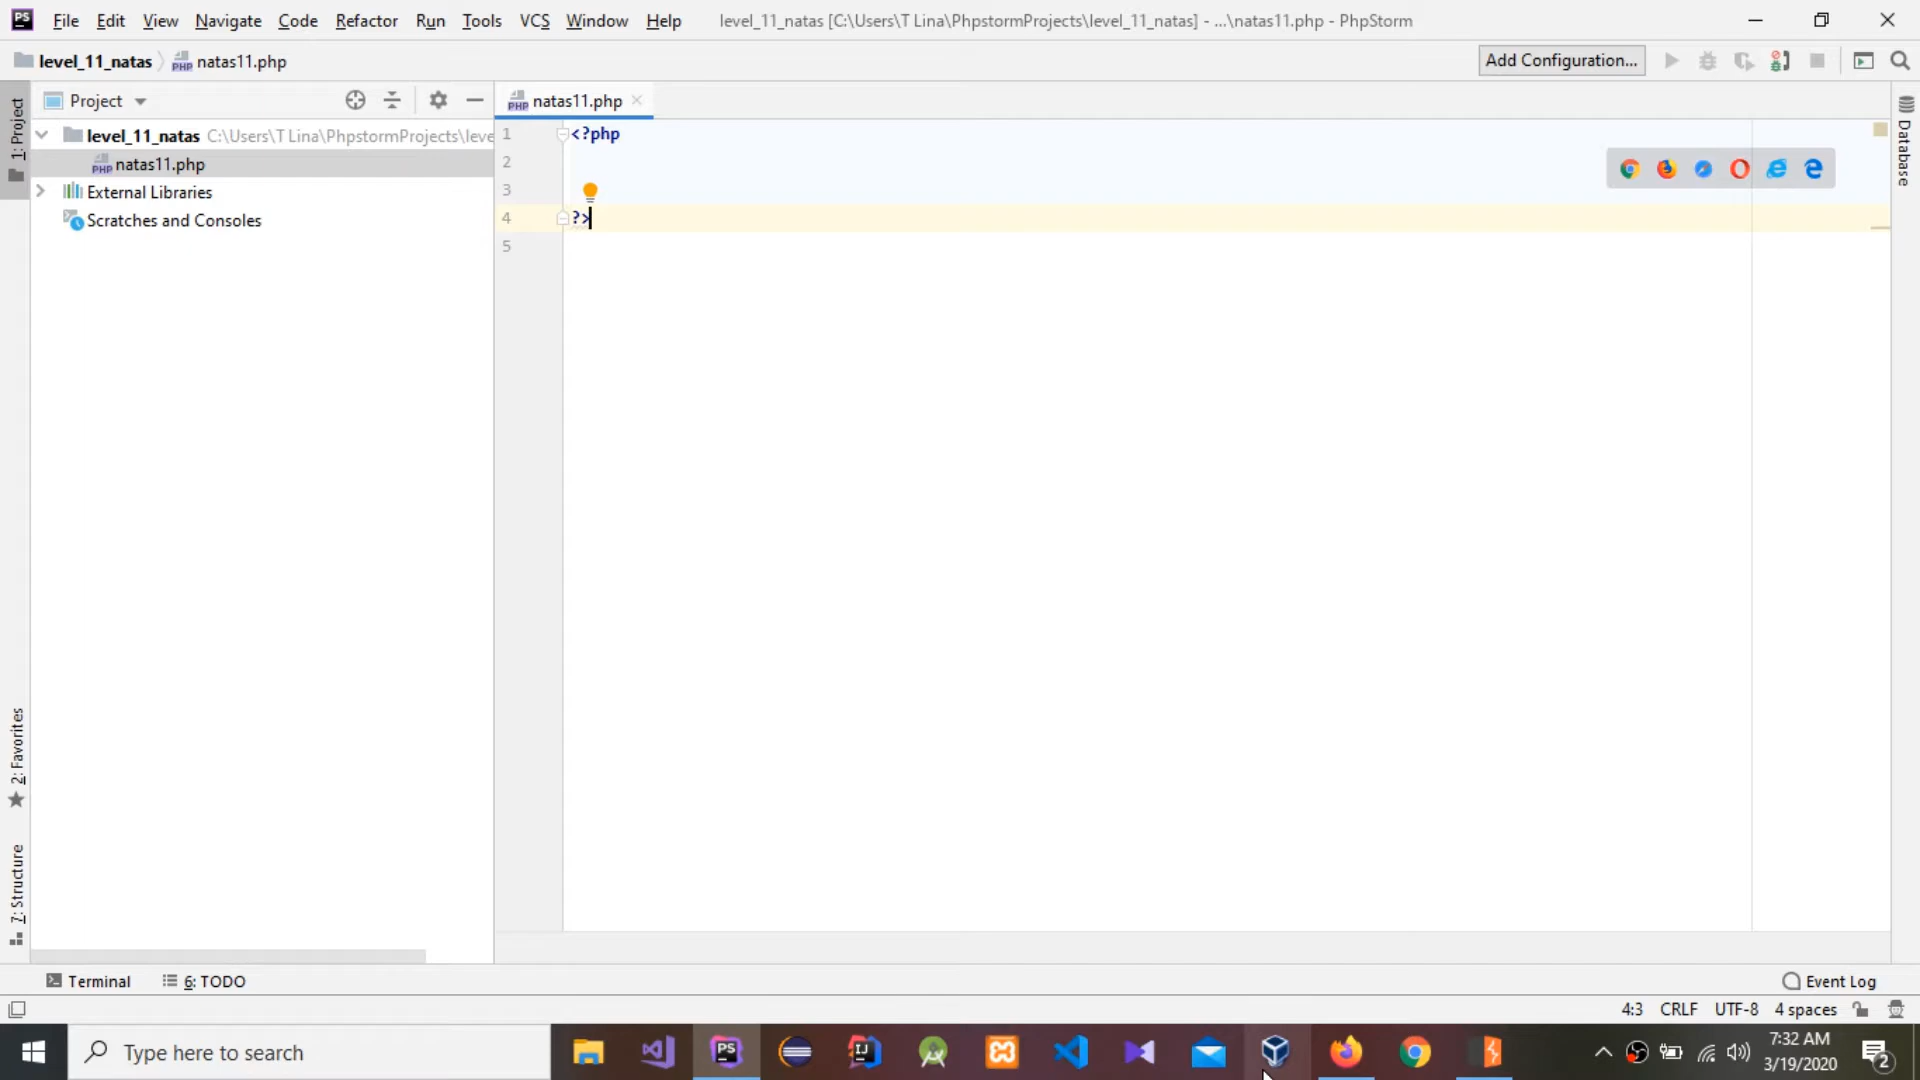 PS File Edit View Navigate Code Refactor Run Tools VCS Window Help level_11_natas [C:\Users\T Lina\PhpstormProjects\level_11_natas] - ...\natas11.php - PhpStorm
level_11_natas natas11.php Add Configuration...
1: Project
Project
level_11_natas C:\Users\T Lina\PhpstormProjects\leve
natas11.php
External Libraries
Scratches and Consoles
natas11.php
1 <?php
2
3
4 ?>
5
Database
2: Favorites
7: Structure
Terminal 6: TODO Event Log
4:3 CRLF UTF-8 4 spaces
Type here to search
7:32 AM
3/19/2020
2